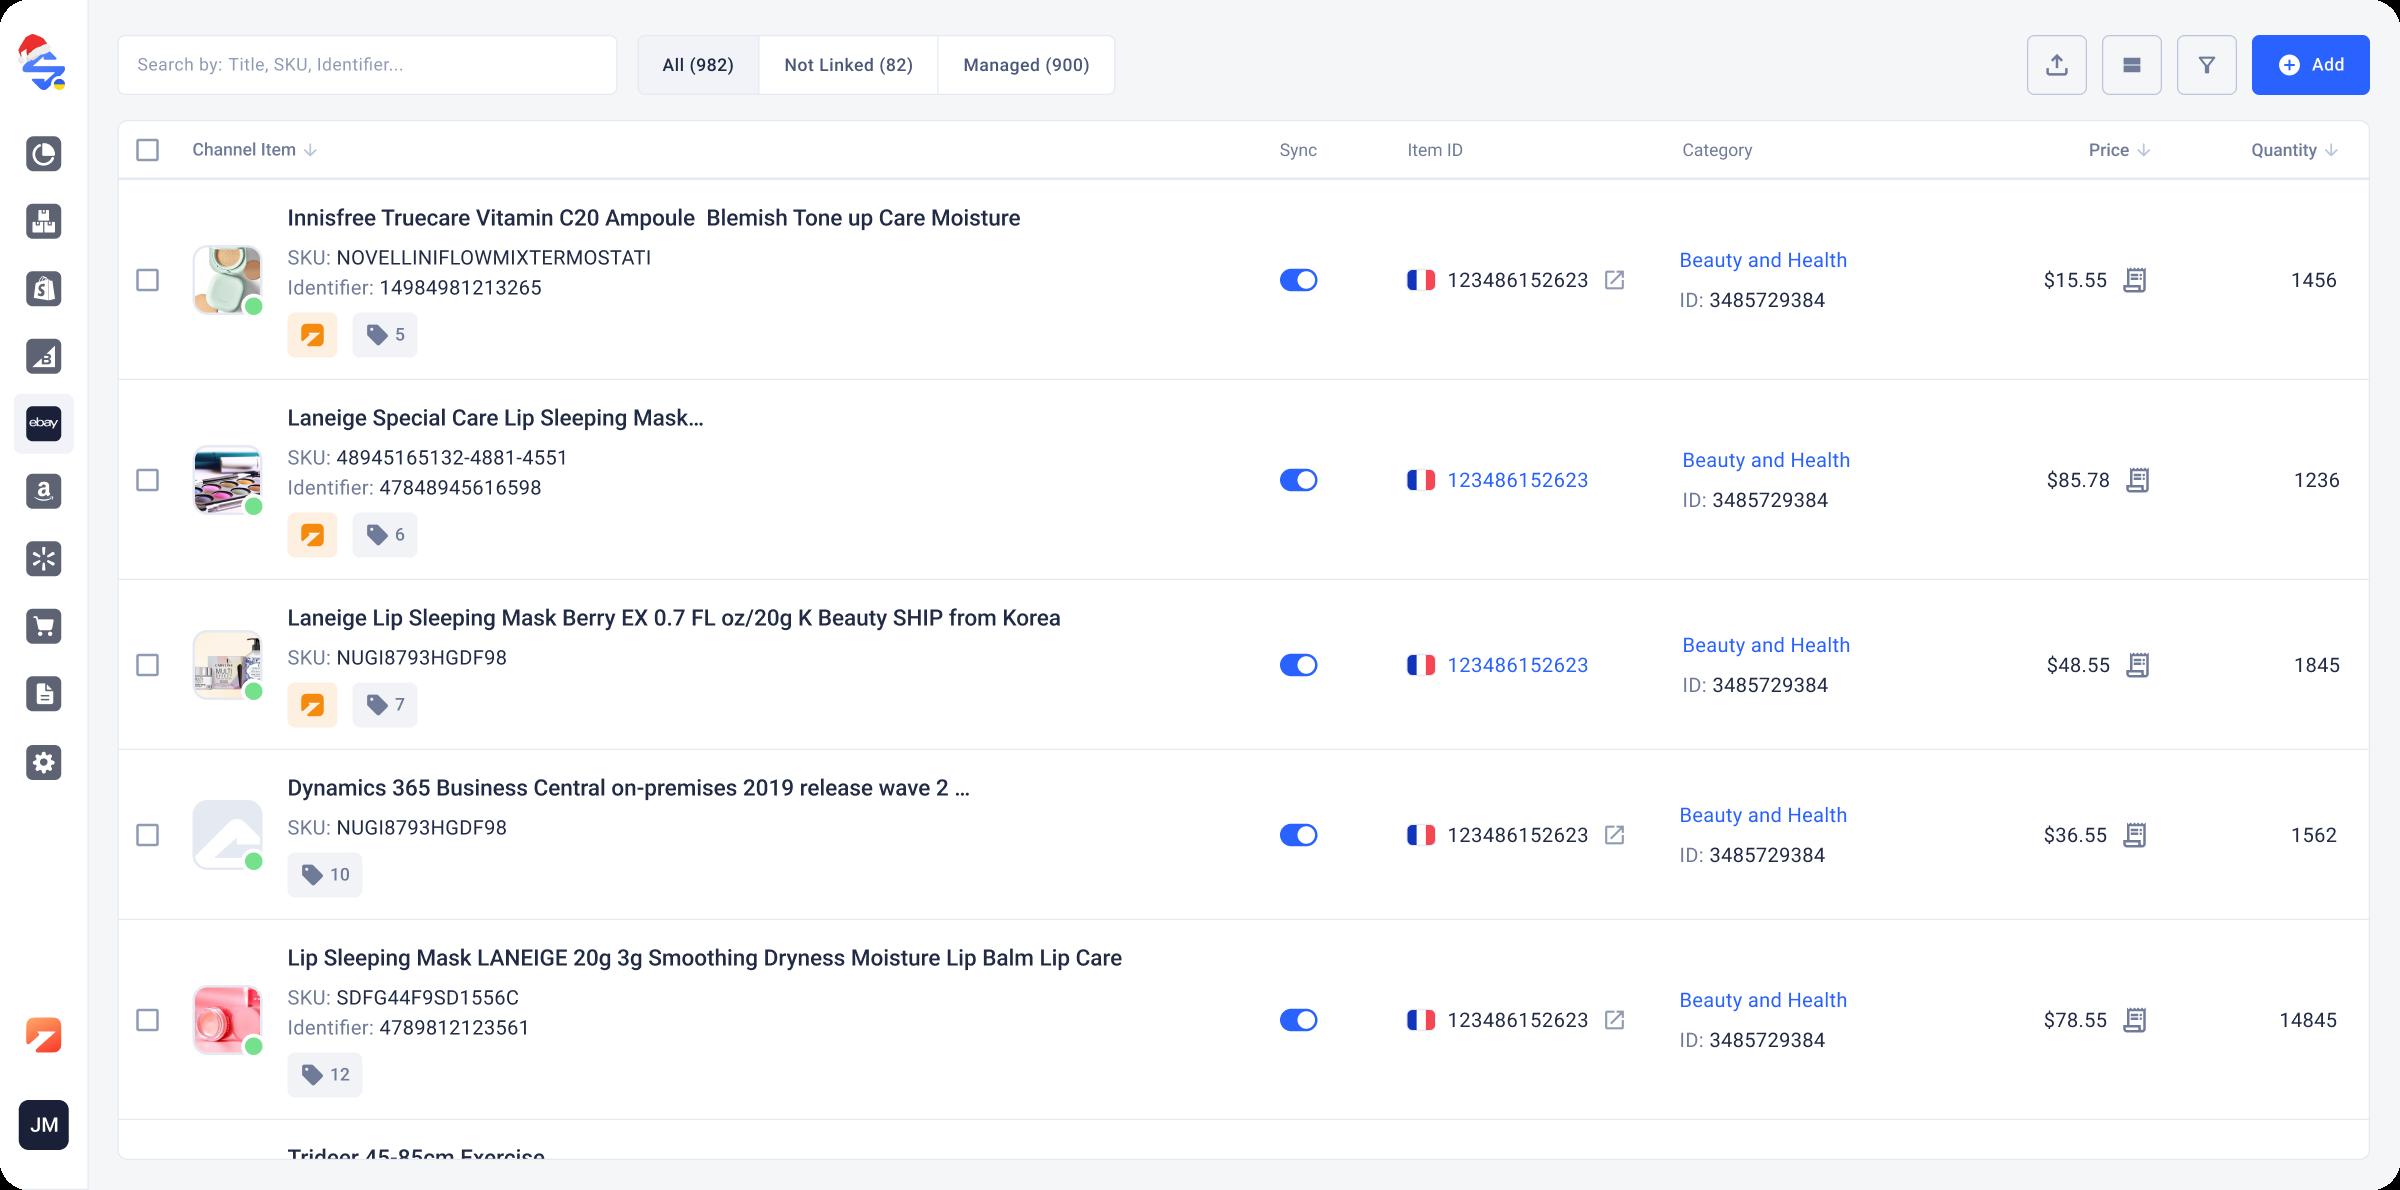 Search by: Title, SKU, Identifier...
All (982)
Not Linked (82)
Managed (900)
Add
Channel Item
Sync
Item ID
Category
Price
Quantity
Innisfree Truecare Vitamin C20 Ampoule  Blemish Tone up Care Moisture
SKU: NOVELLINIFLOWMIXTERMOSTATI
Identifier: 14984981213265
5
123486152623
Beauty and Health
ID: 3485729384
$15.55
1456
Laneige Special Care Lip Sleeping Mask...
SKU: 48945165132-4881-4551
Identifier: 47848945616598
6
123486152623
Beauty and Health
ID: 3485729384
$85.78
1236
ebay
Laneige Lip Sleeping Mask Berry EX 0.7 FL oz/20g K Beauty SHIP from Korea
SKU: NUGI8793HGDF98
7
123486152623
Beauty and Health
ID: 3485729384
$48.55
1845
Dynamics 365 Business Central on-premises 2019 release wave 2 ...
SKU: NUGI8793HGDF98
10
123486152623
Beauty and Health
ID: 3485729384
$36.55
1562
Lip Sleeping Mask LANEIGE 20g 3g Smoothing Dryness Moisture Lip Balm Lip Care
SKU: SDFG44F9SD1556C
Identifier: 4789812123561
12
123486152623
Beauty and Health
ID: 3485729384
$78.55
14845
JM
Trideer 45-85cm Exercise